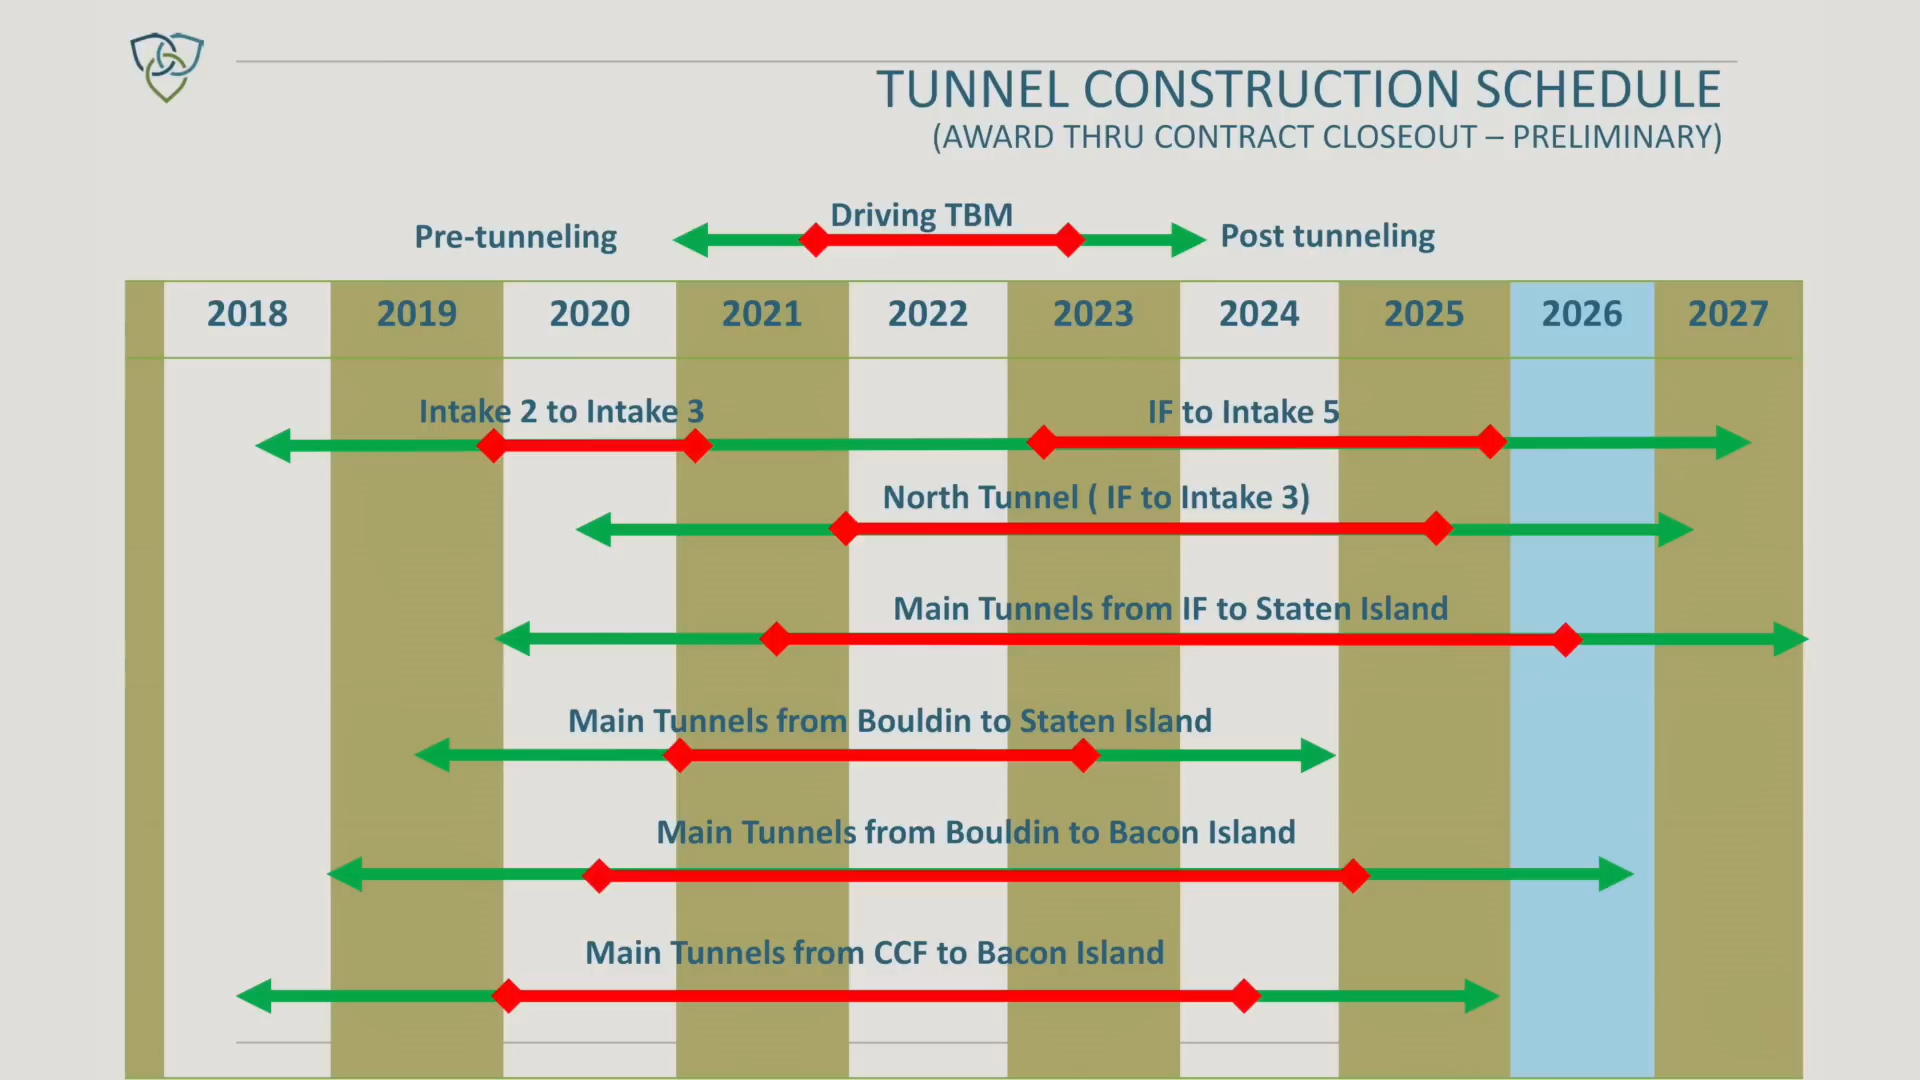 TUNNEL CONSTRUCTION SCHEDULE
(AWARD THRU CONTRACT CLOSEOUT – PRELIMINARY)
Pre-tunneling Driving TBM Post tunneling
2018 2019 2020 2021 2022 2023 2024 2025 2026 2027
Intake 2 to Intake 3 IF to Intake 5
North Tunnel ( IF to Intake 3)
Main Tunnels from IF to Staten Island
Main Tunnels from Bouldin to Staten Island
Main Tunnels from Bouldin to Bacon Island
Main Tunnels from CCF to Bacon Island